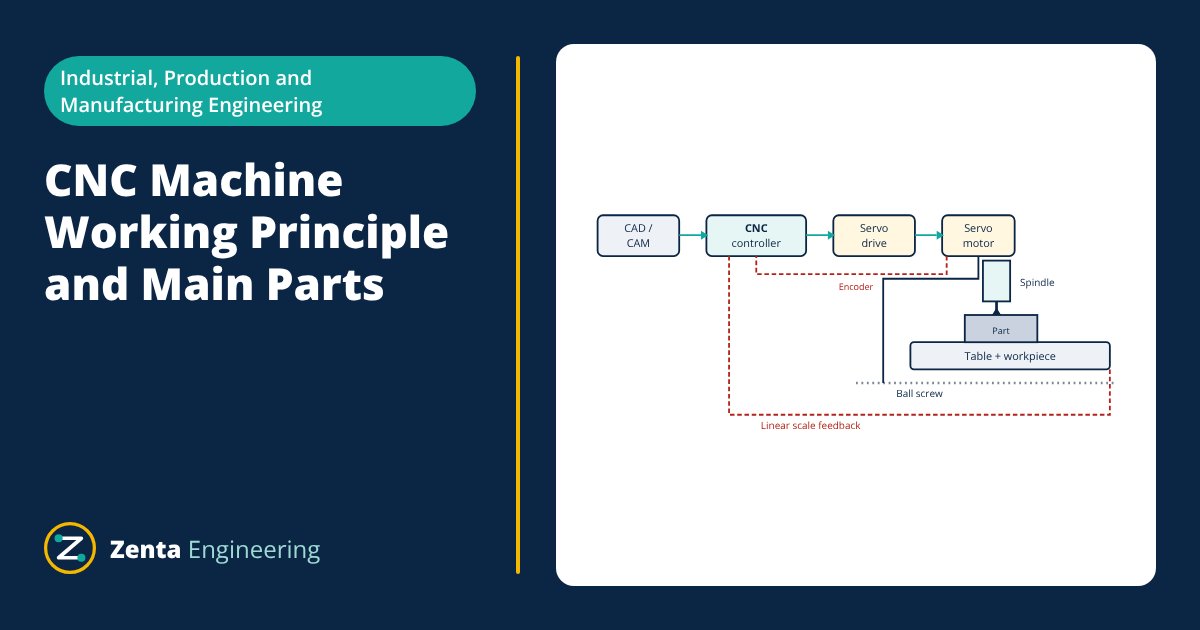 Industrial, Production and
Manufacturing Engineering
CNC Machine
Working Principle
and Main Parts
Z Zenta Engineering
CAD /
CAM
CNC
controller
Servo
drive
Servo
motor
Encoder
Spindle
Part
Table + workpiece
Ball screw
Linear scale feedback